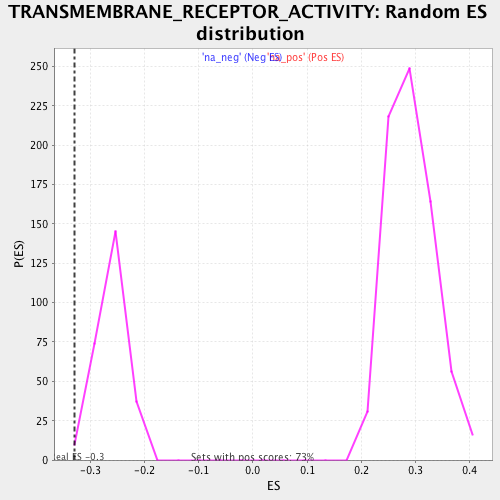 TRANSMEMBRANE_RECEPTOR_ACTIVITY: Random ES
distribution
'na_neg' (Neg ES) 'na_pos' (Pos ES)
250
225
200
175
150
125
100
75
50
25
0
P(ES)
eal ES -0.3
Sets with pos scores: 73%
-0.3 -0.2 -0.1 0.0 0.1 0.2 0.3 0.4
ES